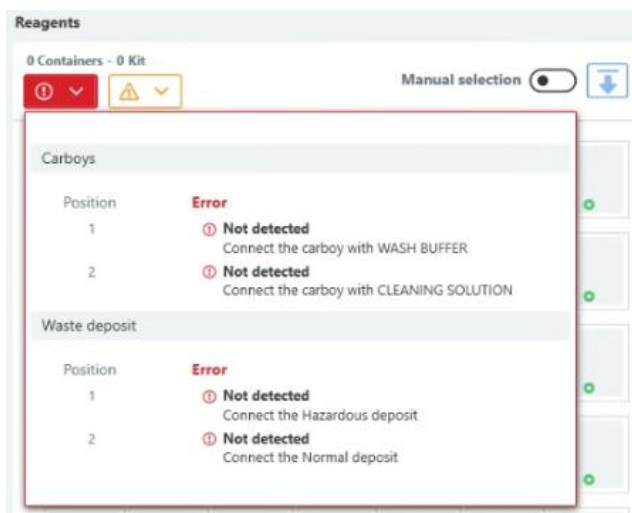 Reagents
0 Containers - 0 Kit
Manual selection
Carboys
Position Error
1 Not detected
Connect the carboy with WASH BUFFER
2 Not detected
Connect the carboy with CLEANING SOLUTION
Waste deposit
Position Error
1 Not detected
Connect the Hazardous deposit
2 Not detected
Connect the Normal deposit